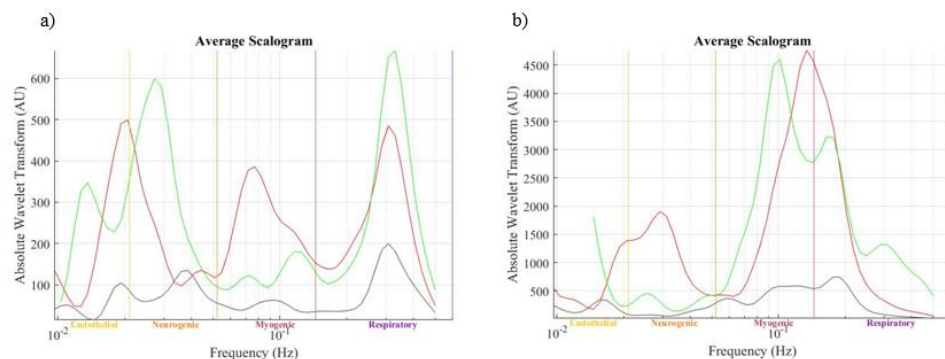 a)
Average Scalogram
Absolute Wavelet Transform (AU)
600
500
400
300
200
100
10-2
10-1
Endothelial
Neurogenic
Myogenic
Respiratory
Frequency (Hz)
b)
Average Scalogram
Absolute Wavelet Transform (AU)
4500
4000
3500
3000
2500
2000
1500
1000
500
10-2
10-1
Endothelial
Neurogenic
Myogenic
Respiratory
Frequency (Hz)